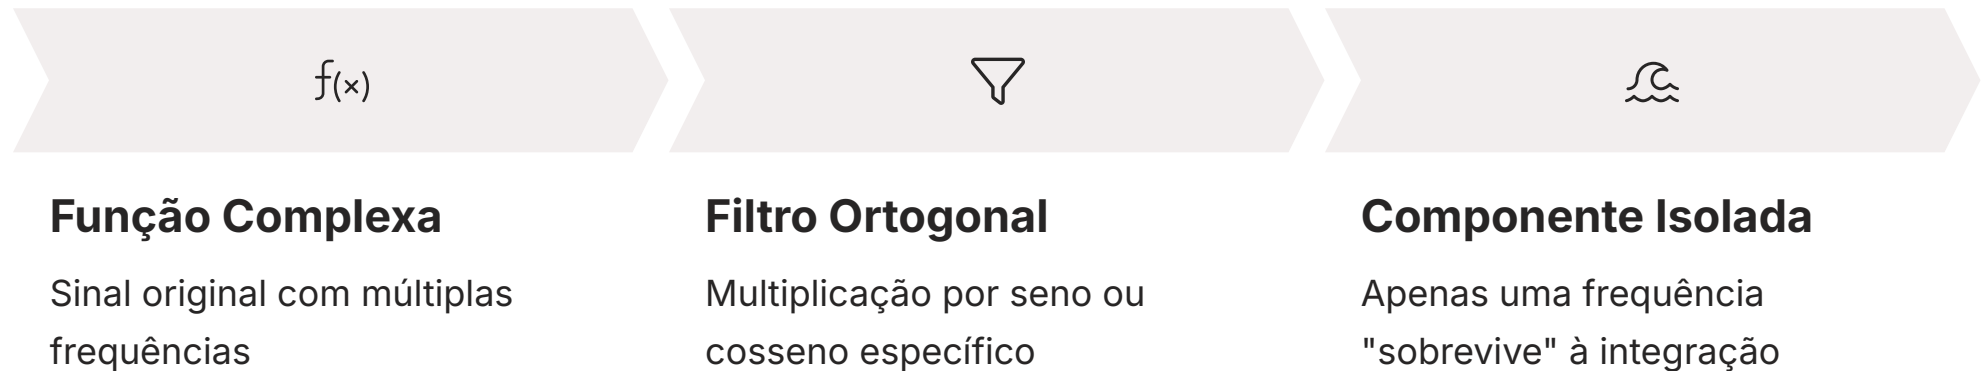 f(x)
Função Complexa
Sinal original com múltiplas
frequências
Filtro Ortogonal
Multiplicação por seno ou
cosseno específico
Componente Isolada
Apenas uma frequência
"sobrevive" à integração